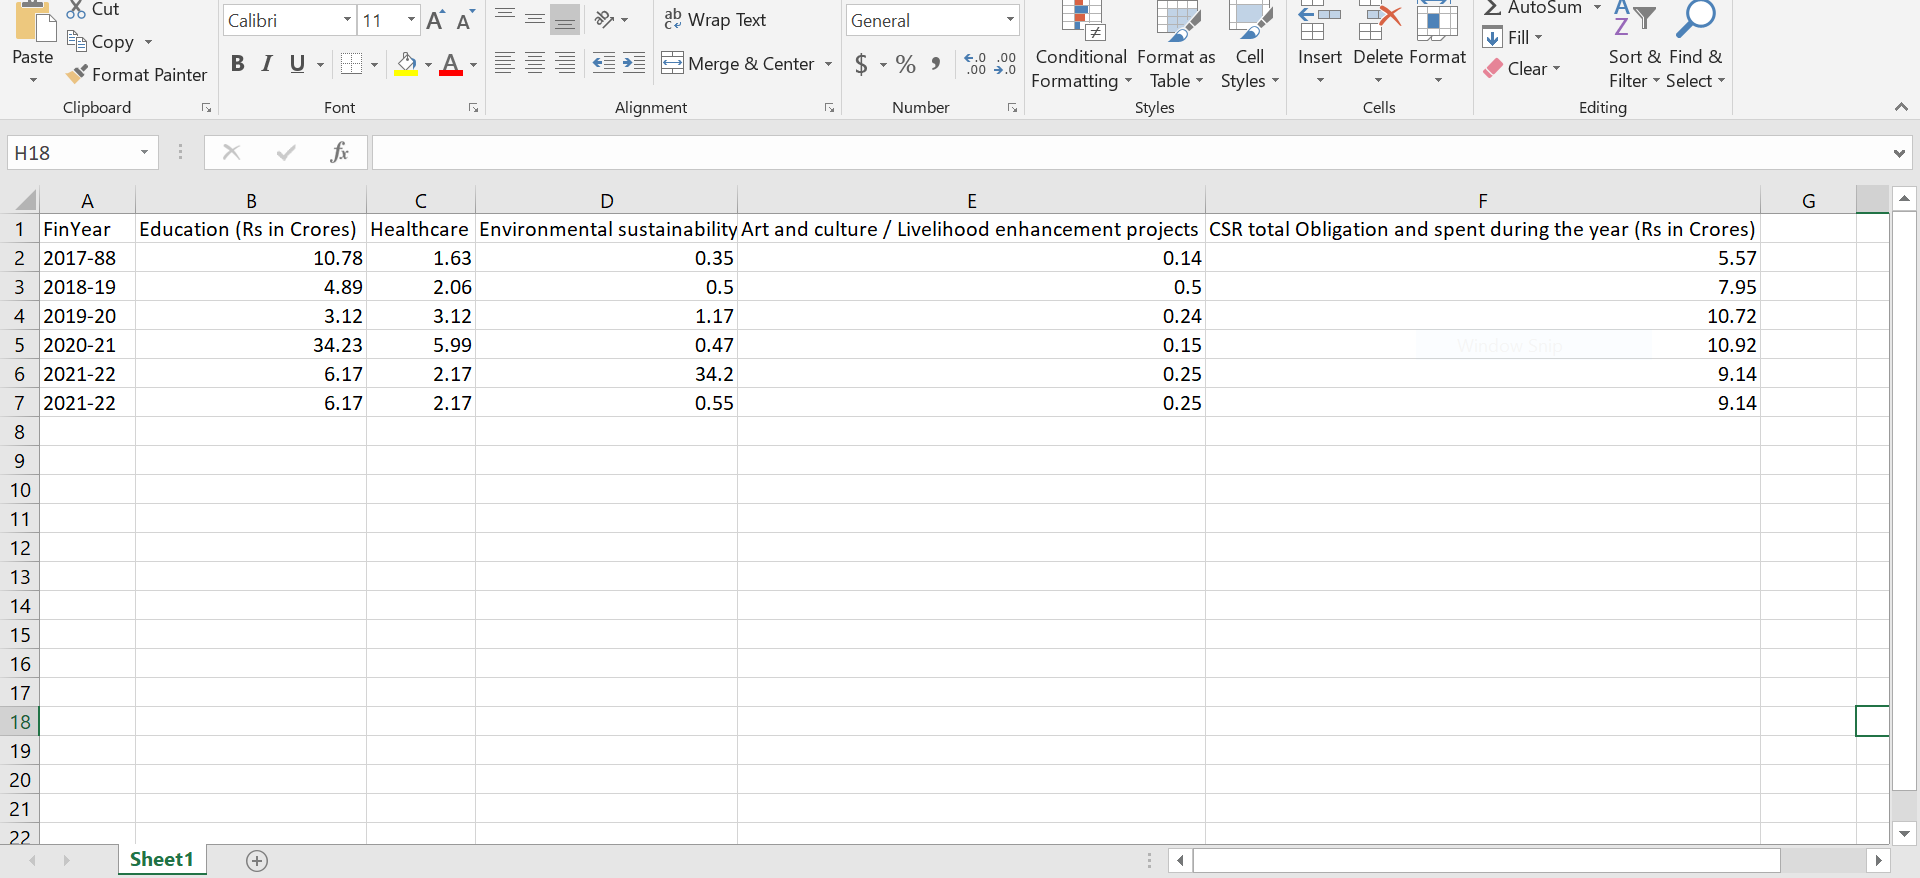 Cut
Copy
Format Painter
Paste
Clipboard
Calibri 11 A A
B I U A
Font
ab Wrap Text
Merge & Center
Alignment
General
$ % , .0 .00 .00 .0
Number
Conditional Formatting
Format as Table
Cell Styles
Styles
Insert Delete Format
Cells
Σ AutoSum
Fill
Clear
A Z
Sort & Filter
Find & Select
Editing
H18 fx
A B C D E F G
1 FinYear Education (Rs in Crores) Healthcare Environmental sustainability Art and culture / Livelihood enhancement projects CSR total Obligation and spent during the year (Rs in Crores)
2 2017-88 10.78 1.63 0.35 0.14 5.57
3 2018-19 4.89 2.06 0.5 0.5 7.95
4 2019-20 3.12 3.12 1.17 0.24 10.72
5 2020-21 34.23 5.99 0.47 0.15 10.92
Window Snip
6 2021-22 6.17 2.17 34.2 0.25 9.14
7 2021-22 6.17 2.17 0.55 0.25 9.14
8
9
10
11
12
13
14
15
16
17
18
19
20
21
22
Sheet1